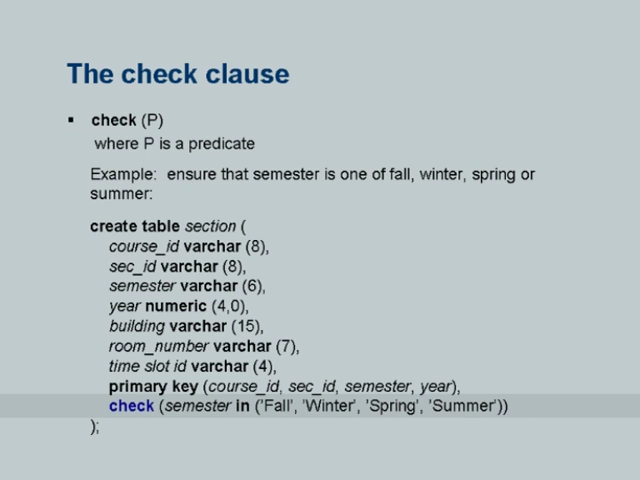 The check clause
▪ check (P)
where P is a predicate
Example: ensure that semester is one of fall, winter, spring or
summer:
create table section (
course_id varchar (8),
sec_id varchar (8),
semester varchar (6),
year numeric (4,0),
building varchar (15),
room_number varchar (7),
time slot id varchar (4),
primary key (course_id, sec_id, semester, year),
check (semester in (’Fall’, ’Winter’, ’Spring’, ’Summer’))
);